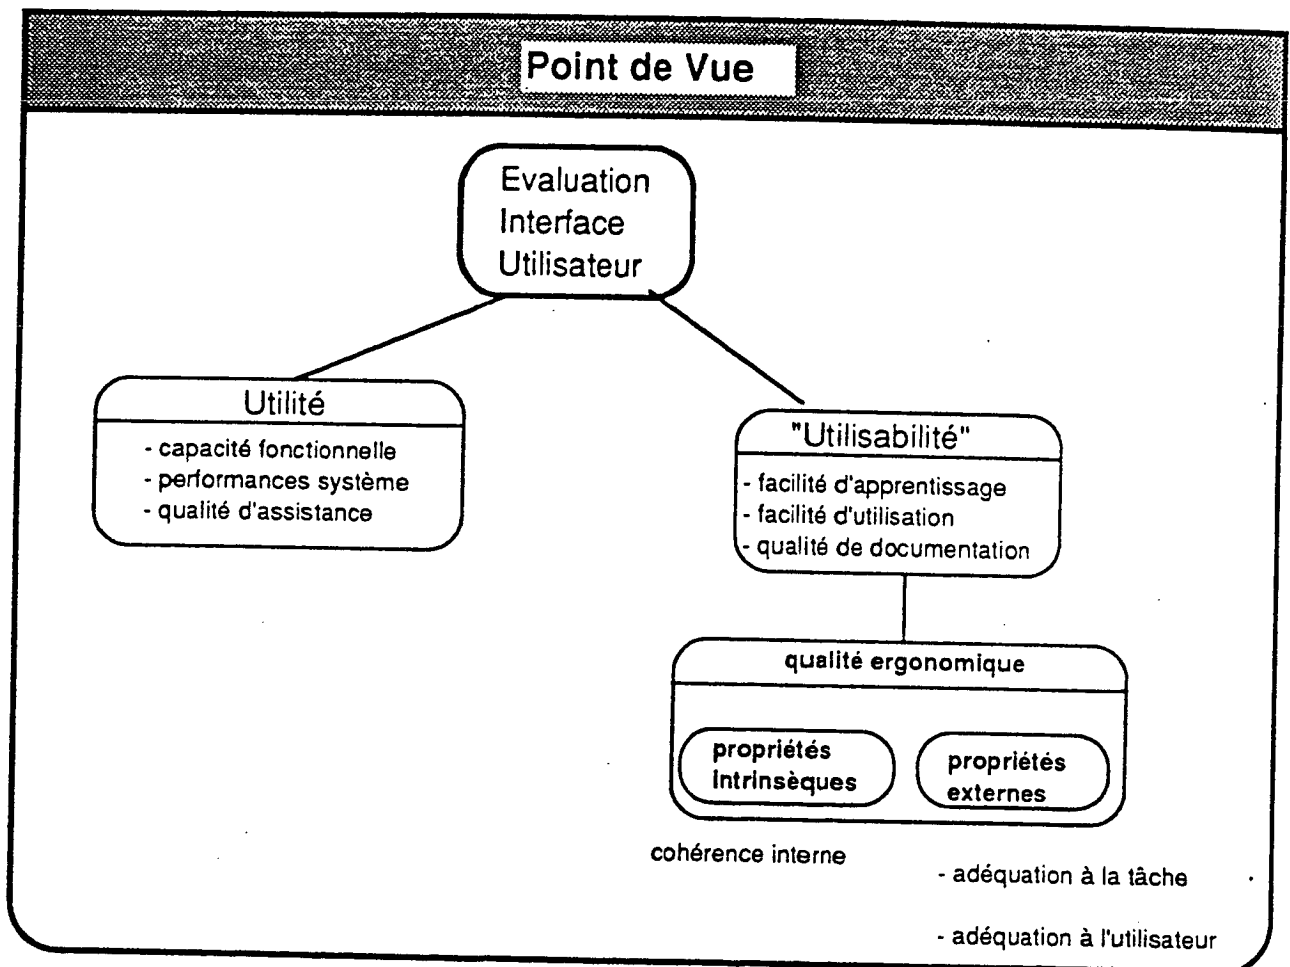 Point de Vue
Evaluation
Interface
Utilisateur
Utilité
- capacité fonctionnelle
- performances système
- qualité d'assistance
"Utilisabilité"
- facilité d'apprentissage
- facilité d'utilisation
- qualité de documentation
qualité ergonomique
propriétés
intrinsèques
propriétés
externes
cohérence interne
- adéquation à la tâche
- adéquation à l'utilisateur